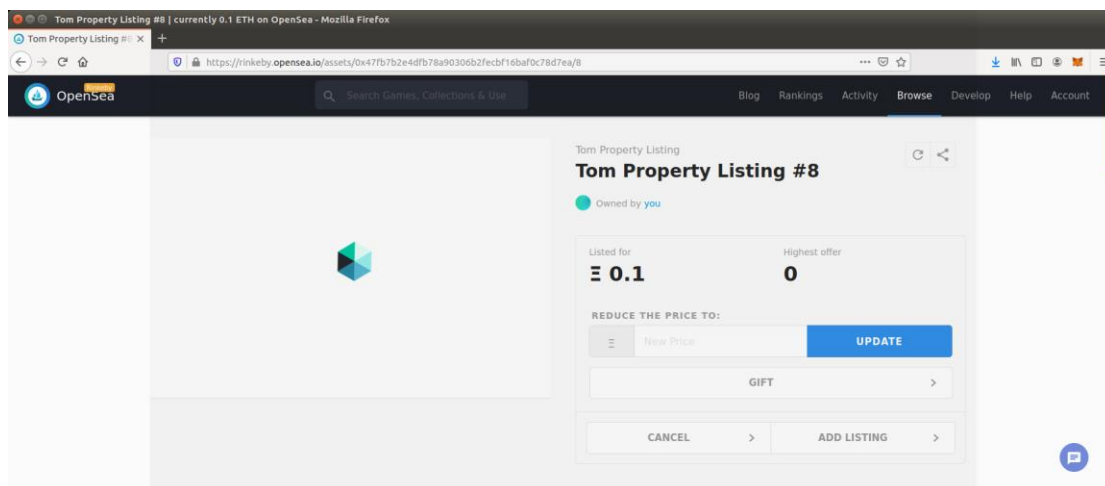 Tom Property Listing #8 | currently 0.1 ETH on OpenSea - Mozilla Firefox
Tom Property Listing #8
https://rinkeby.opensea.io/assets/0x47fb7b2e4dfb78a90306b2fecbf16baf0c78d7ea/8
Rinkeby
OpenSea
Search Games, Collections & Use
Blog Rankings Activity Browse Develop Help Account
Tom Property Listing
Tom Property Listing #8
Owned by you
Listed for Highest offer
Ξ 0.1 0
REDUCE THE PRICE TO:
Ξ New Price UPDATE
GIFT
CANCEL ADD LISTING